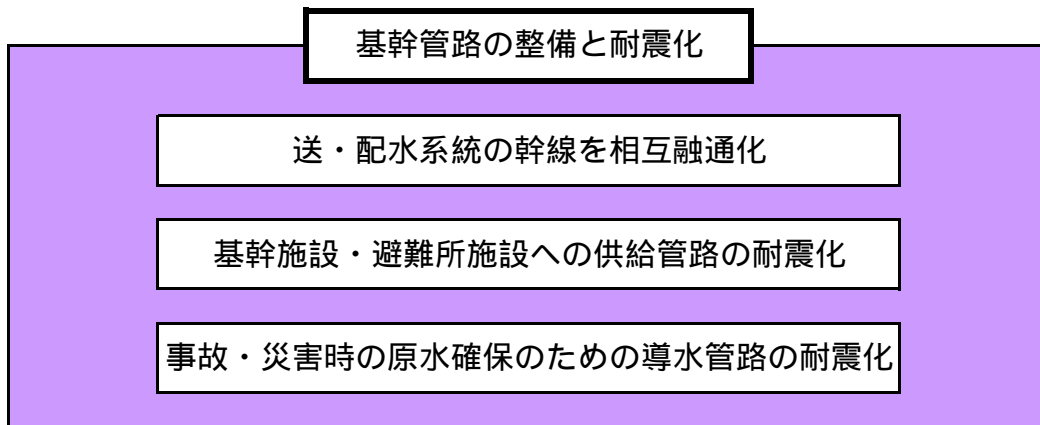 基幹管路の整備と耐震化
送・配水系統の幹線を相互融通化
基幹施設・避難所施設への供給管路の耐震化
事故・災害時の原水確保のための導水管路の耐震化